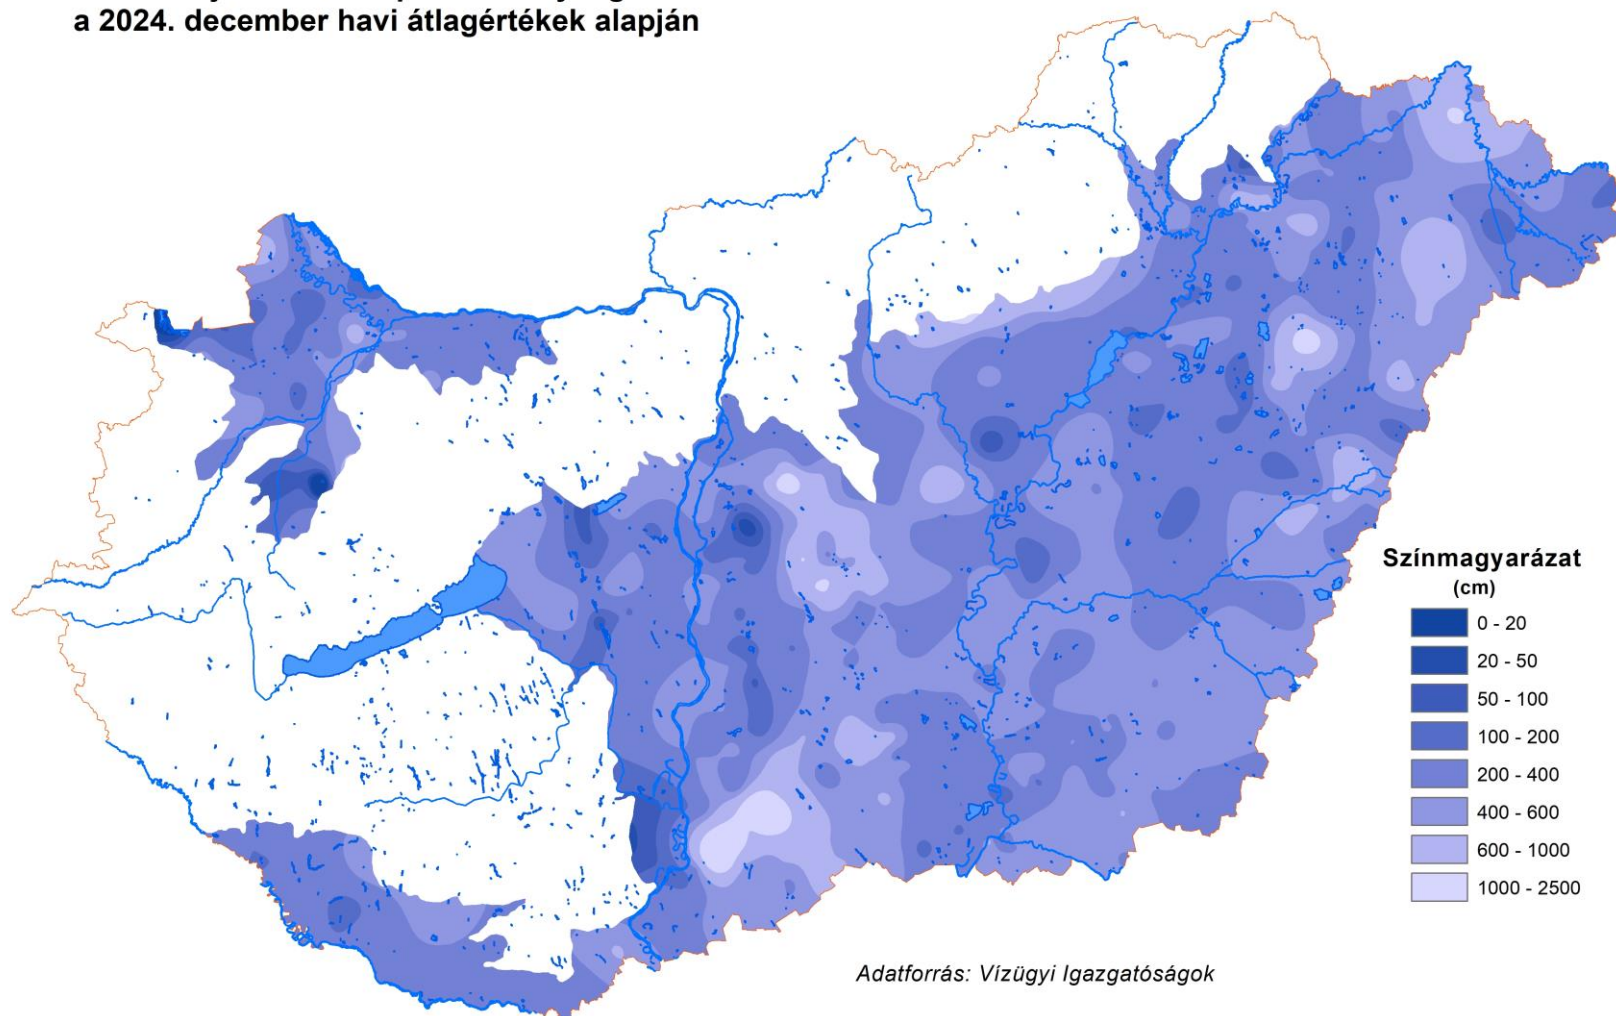 a 2024. december havi átlagértékek alapján
Színmagyarázat
(cm)
0 - 20
20 - 50
50 - 100
100 - 200
200 - 400
400 - 600
600 - 1000
1000 - 2500
Adatforrás: Vízügyi Igazgatóságok